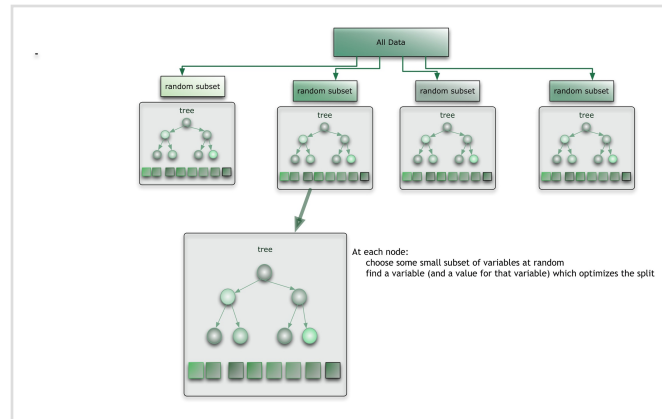 All Data
random subset
random subset
random subset
random subset
tree
tree
tree
tree
tree
At each node:
choose some small subset of variables at random
find a variable (and a value for that variable) which optimizes the split